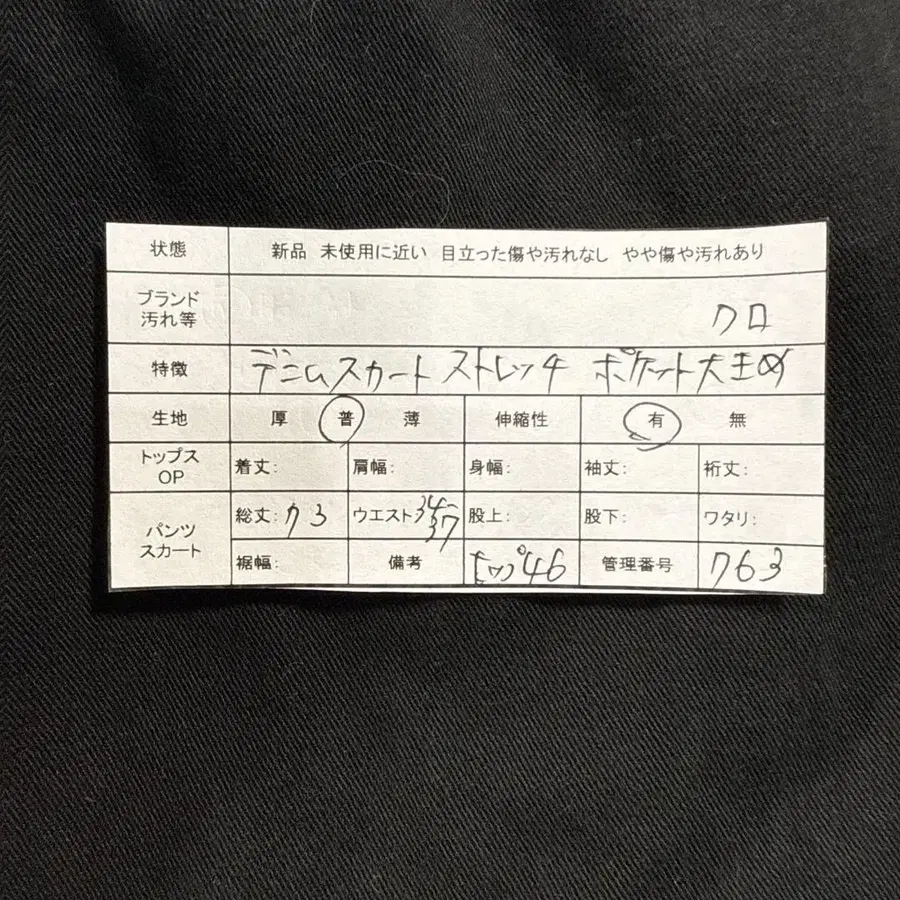 状態 新品 未使用に近い 目立った傷や汚れなし やや傷や汚れあり
ブランド
汚れ等 クロ
特徴 デニムスカート ストレッチ ポケット大きめ
生地 厚 普 薄 伸縮性 有 無
トップス
OP 着丈: 肩幅: 身幅: 袖丈: 裄丈:
パンツ
スカート 総丈: 73 ウエスト 34~37 股上: 股下: ワタリ:
裾幅: 備考 ヒップ46 管理番号 763